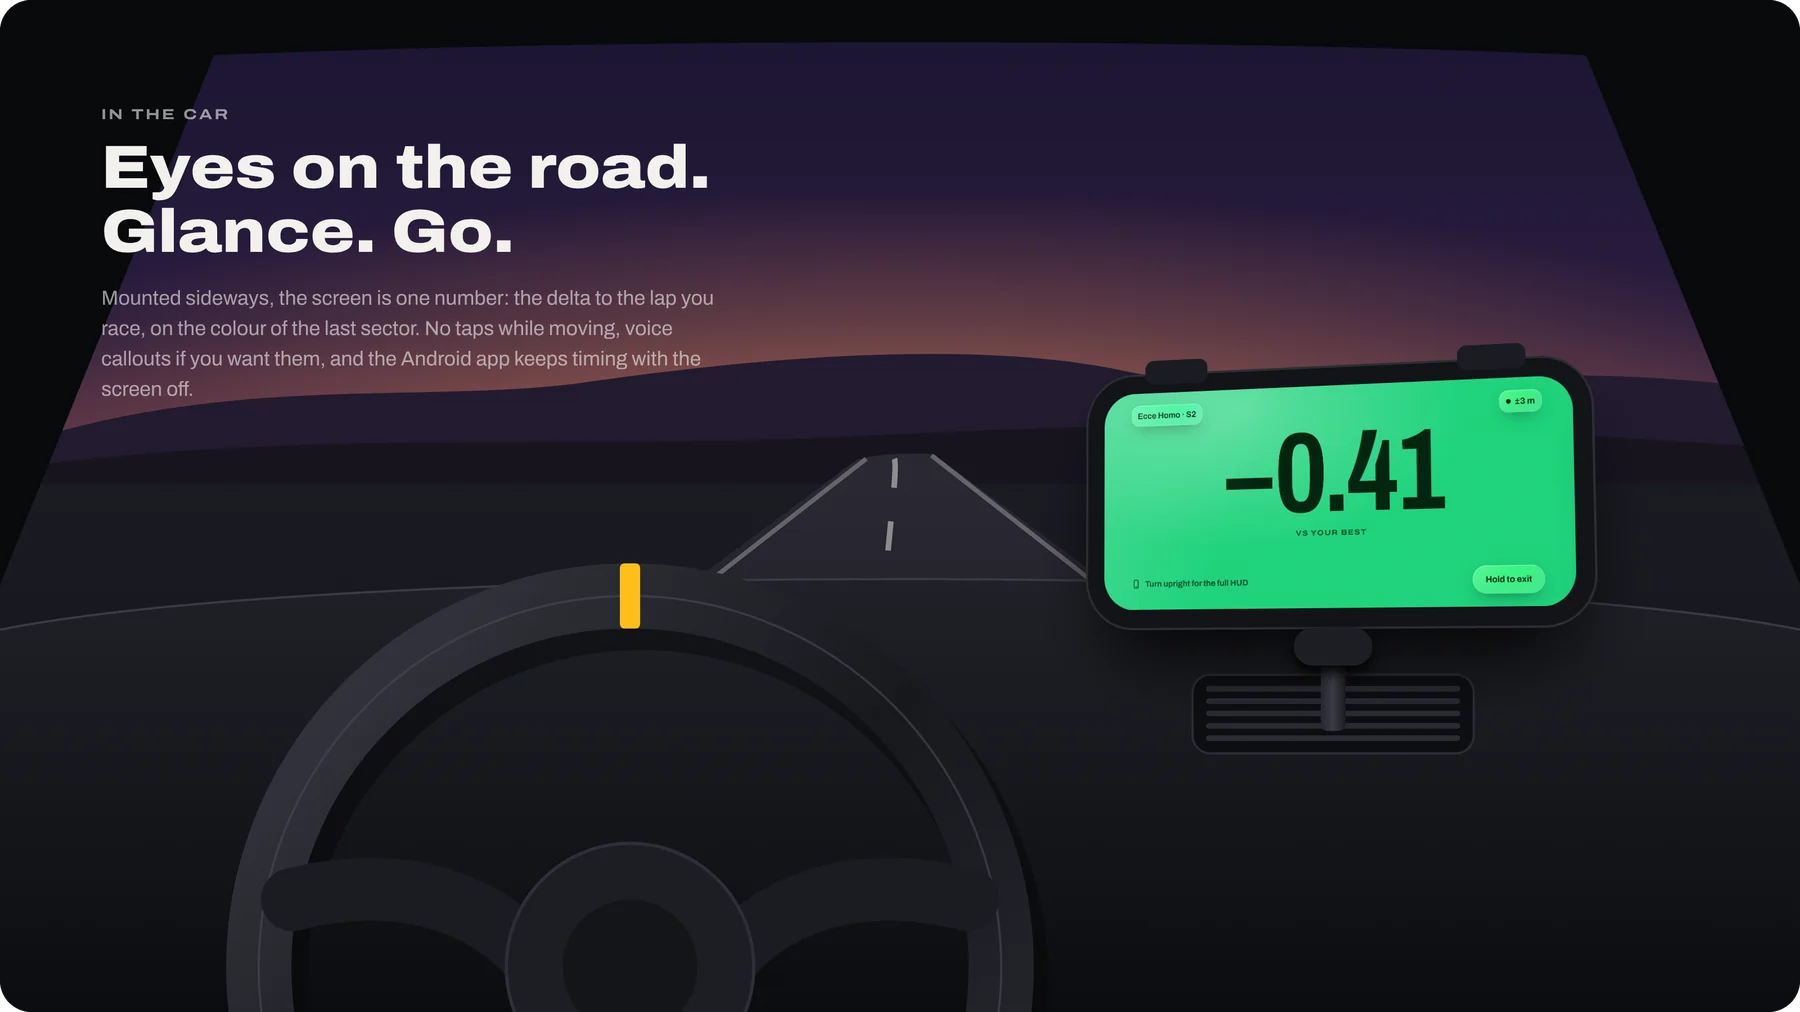 IN THE CAR
Eyes on the road.
Glance. Go.
Mounted sideways, the screen is one number: the delta to the lap you
race, on the colour of the last sector. No taps while moving, voice
callouts if you want them, and the Android app keeps timing with the
screen off.
Ecce Homo · S2
±3 m
–0.41
VS YOUR BEST
Turn upright for the full HUD
Hold to exit